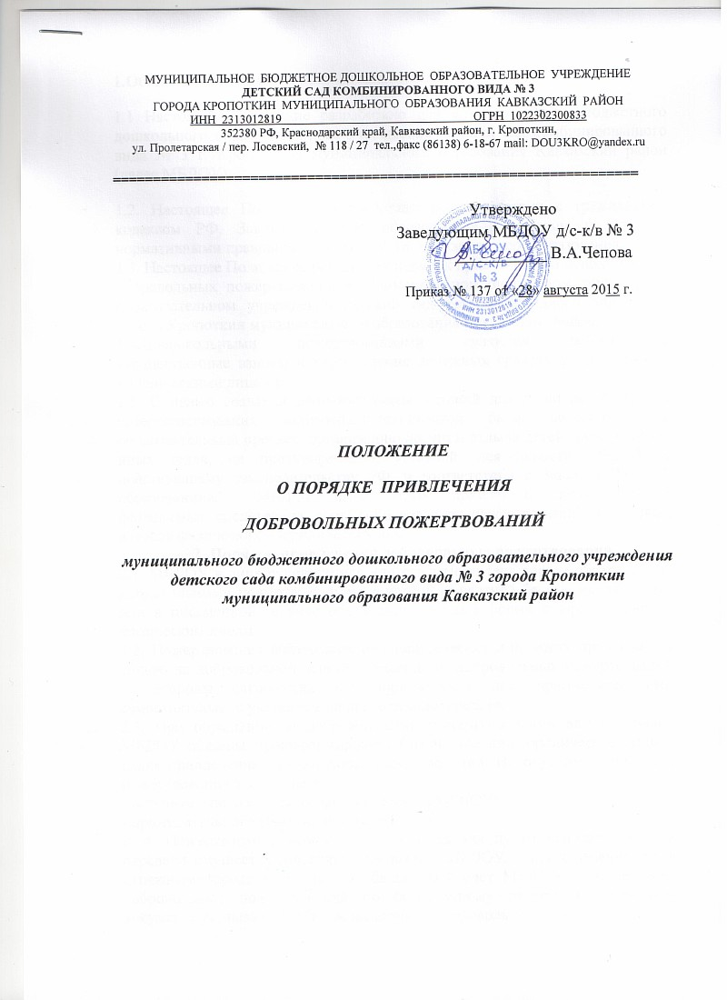 МУНИЦИПАЛЬНОЕ БЮДЖЕТНОЕ ДОШКОЛЬНОЕ ОБРАЗОВАТЕЛЬНОЕ УЧРЕЖДЕНИЕ
ДЕТСКИЙ САД КОМБИНИРОВАННОГО ВИДА № 3
ГОРОДА КРОПОТКИН МУНИЦИПАЛЬНОГО ОБРАЗОВАНИЯ КАВКАЗСКИЙ РАЙОН
ИНН 2313012819 ОГРН 1022302300833
352380 РФ, Краснодарский край, Кавказский район, г. Кропоткин,
ул. Пролетарская / пер. Лосевский, № 118 / 27 тел.,факс (86138) 6-18-67 mail: DOU3KRO@yandex.ru
Утверждено
Заведующим МБДОУ д/с-к/в № 3
В.А.Чепова
МБДОУ
д/с-к/в
№ 3
Приказ № 137 от «28» августа 2015 г.
ПОЛОЖЕНИЕ
О ПОРЯДКЕ ПРИВЛЕЧЕНИЯ
ДОБРОВОЛЬНЫХ ПОЖЕРТВОВАНИЙ
муниципального бюджетного дошкольного образовательного учреждения
детского сада комбинированного вида № 3 города Кропоткин
муниципального образования Кавказский район